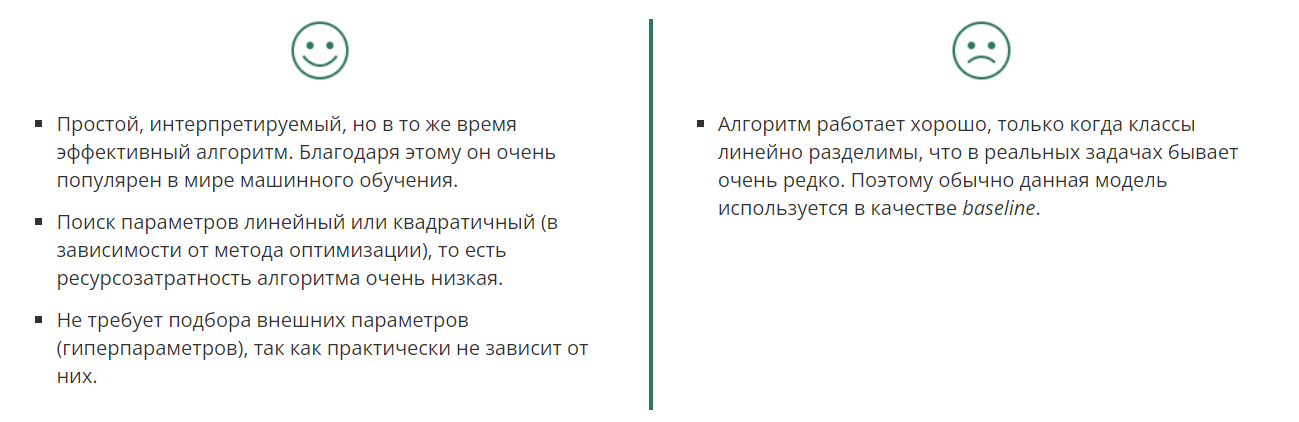 Простой, интерпретируемый, но в то же время
эффективный алгоритм. Благодаря этому он очень
популярен в мире машинного обучения.
Поиск параметров линейный или квадратичный (в
зависимости от метода оптимизации), то есть
ресурсозатратность алгоритма очень низкая.
Не требует подбора внешних параметров
(гиперпараметров), так как практически не зависит от
них.
Алгоритм работает хорошо, только когда классы
линейно разделимы, что в реальных задачах бывает
очень редко. Поэтому обычно данная модель
используется в качестве baseline.